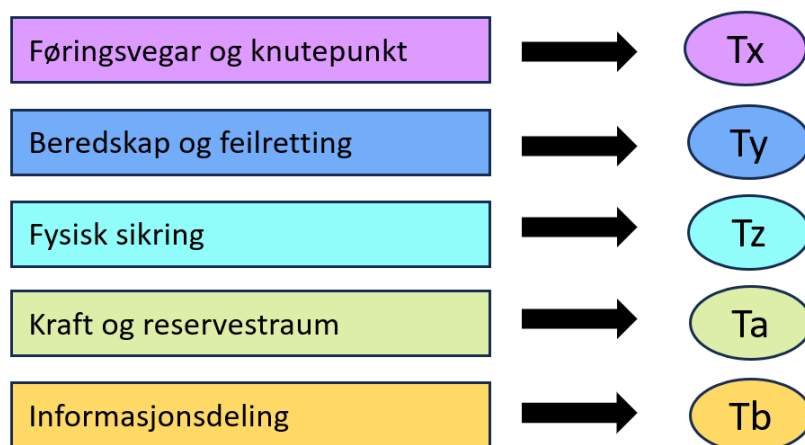 Føringsvegar og knutepunkt
Tx
Beredskap og feilretting
Ty
Fysisk sikring
Tz
Kraft og reservestraum
Ta
Informasjonsdeling
Tb